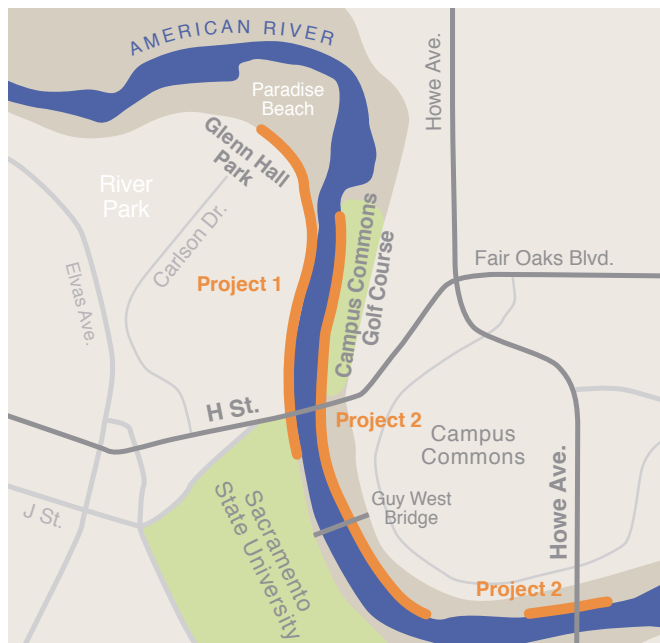 AMERICAN RIVER
Howe Ave.
Paradise
Beach
Glenn Hall
Park
River
Park
Carlson Dr.
Elvas Ave.
Campus Commons
Golf Course
Fair Oaks Blvd.
Project 1
H St.
Project 2
Campus
Commons
Howe Ave.
Guy West
Bridge
J St.
Sacramento
State University
Project 2